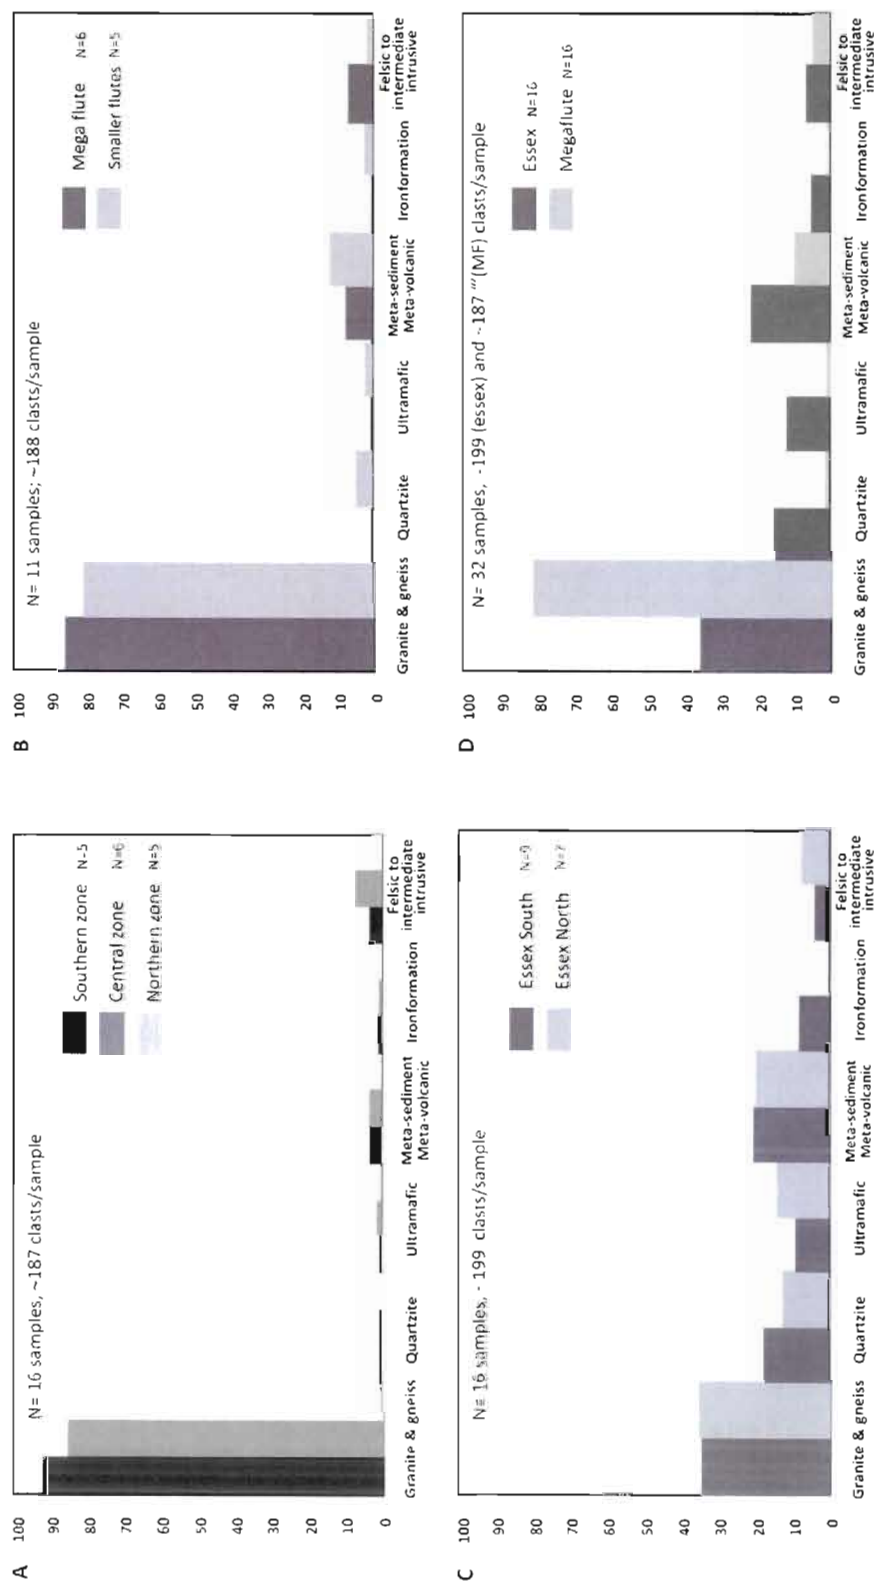 A
N= 16 samples, ~187 clasts/sample
100
90
80
70
60
50
40
30
20
10
0
Southern zone N-5
Central zone N=6
Northern zone N=5
Granite & gneiss
Quartzite
Ultramafic
Meta-sediment
Meta-volcanic
Ironformation
Felsic to
intermediate
intrusive
B
N= 11 samples; ~188 clasts/sample
100
90
80
70
60
50
40
30
20
10
0
Mega flute N=6
Smaller flutes N=5
Granite & gneiss
Quartzite
Ultramafic
Meta-sediment
Meta-volcanic
Ironformation
Felsic to
intermediate
intrusive
C
N= 16 samples, - 199 clasts/sample
100
90
80
70
60
50
40
30
20
10
0
Essex South N=9
Essex North N=7
Granite & gneiss
Quartzite
Ultramafic
Meta-sediment
Meta-volcanic
Ironformation
Felsic to
intermediate
intrusive
D
N= 32 samples, -199 (essex) and ~187 (MF) clasts/sample
100
90
80
70
60
50
40
30
20
10
0
Essex N=16
Megaflute N=16
Granite & gneiss
Quartzite
Ultramafic
Meta-sediment
Meta-volcanic
Ironformation
Felsic to
intermediate
intrusive